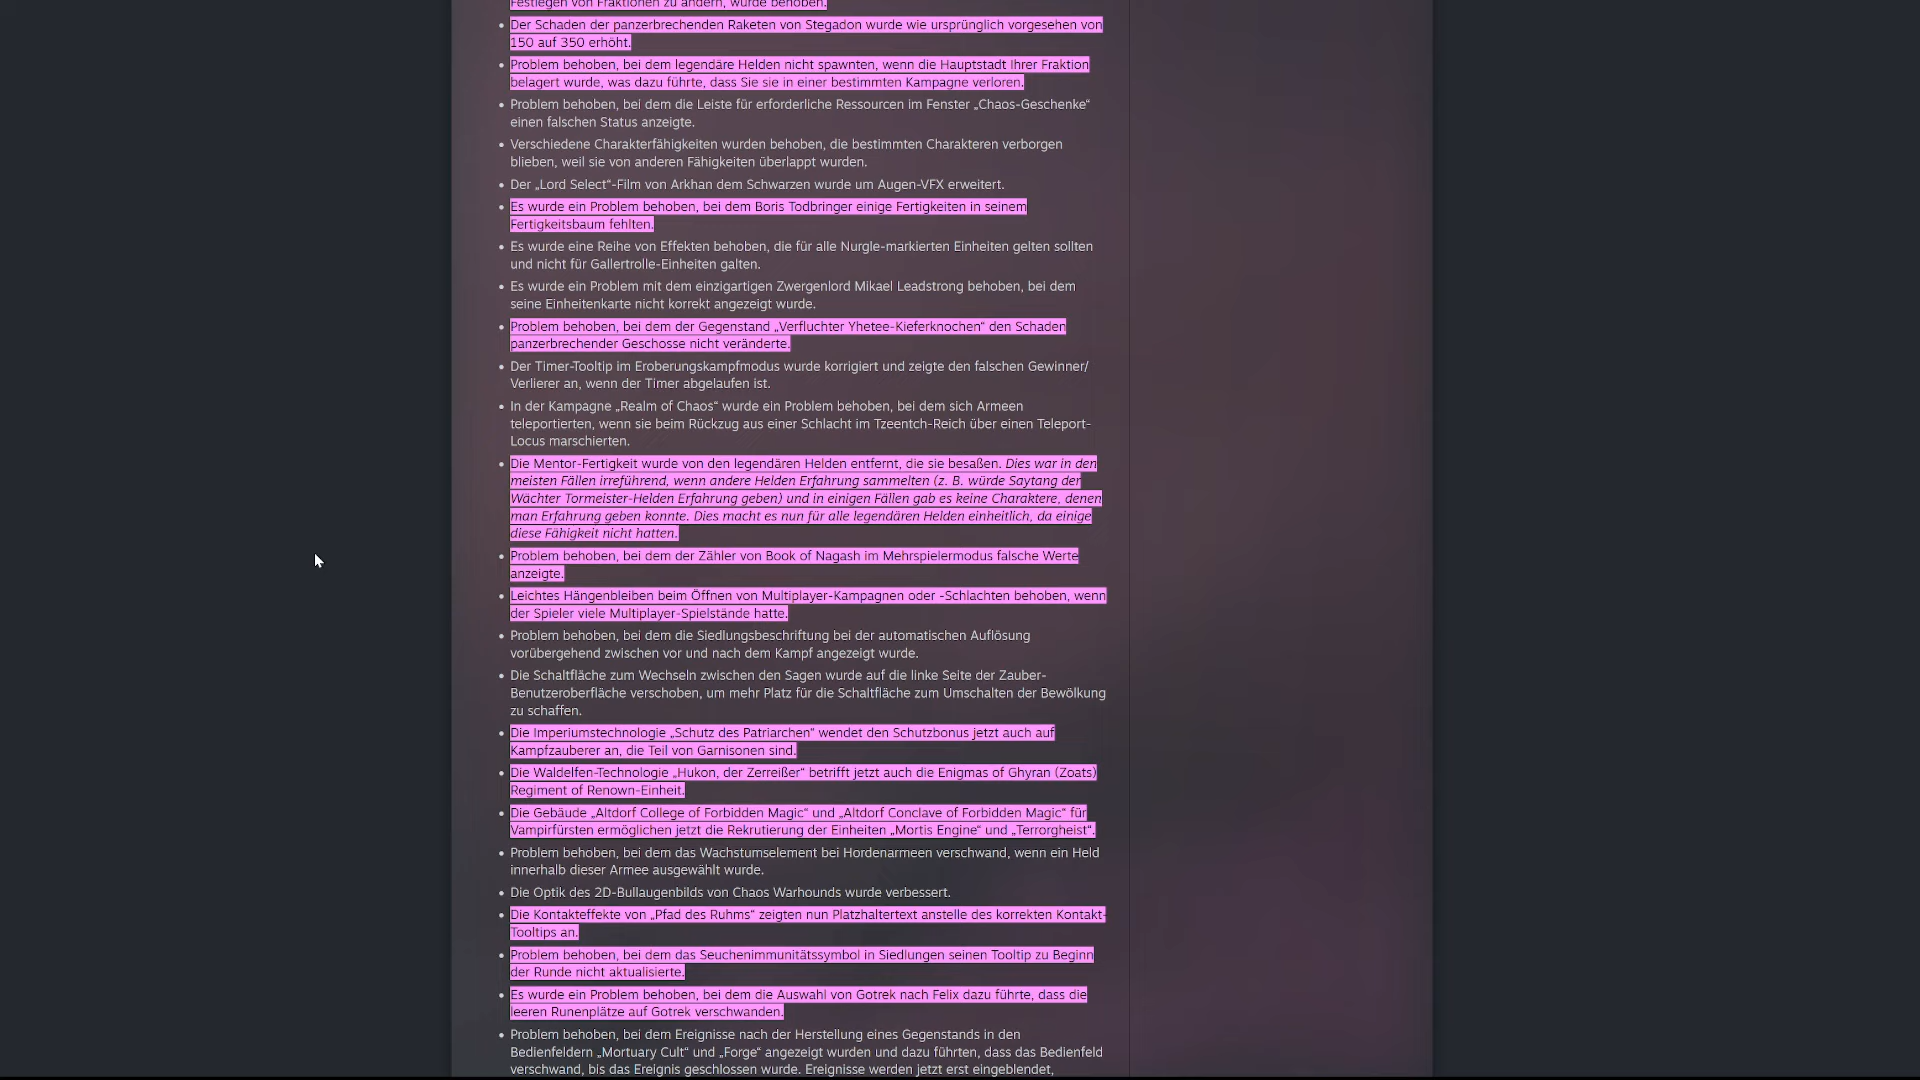 Festlegen von Fraktionen zu ändern, wurde behoben.
Der Schaden der panzerbrechenden Raketen von Stegadon wurde wie ursprünglich vorgesehen von
150 auf 350 erhöht.
Problem behoben, bei dem legendäre Helden nicht spawnten, wenn die Hauptstadt Ihrer Fraktion
belagert wurde, was dazu führte, dass Sie sie in einer bestimmten Kampagne verloren.
Problem behoben, bei dem die Leiste für erforderliche Ressourcen im Fenster „Chaos-Geschenke“
einen falschen Status anzeigte.
Verschiedene Charakterfähigkeiten wurden behoben, die bestimmten Charakteren verborgen
blieben, weil sie von anderen Fähigkeiten überlappt wurden.
Der „Lord Select“-Film von Arkhan dem Schwarzen wurde um Augen-VFX erweitert.
Es wurde ein Problem behoben, bei dem Boris Todbringer einige Fertigkeiten in seinem
Fertigkeitsbaum fehlten.
Es wurde eine Reihe von Effekten behoben, die für alle Nurgle-markierten Einheiten gelten sollten
und nicht für Gallertrolle-Einheiten galten.
Es wurde ein Problem mit dem einzigartigen Zwergenlord Mikael Leadstrong behoben, bei dem
seine Einheitenkarte nicht korrekt angezeigt wurde.
Problem behoben, bei dem der Gegenstand „Verfluchter Yhetee-Kieferknochen“ den Schaden
panzerbrechender Geschosse nicht veränderte.
Der Timer-Tooltip im Eroberungskampfmodus wurde korrigiert und zeigte den falschen Gewinner/
Verlierer an, wenn der Timer abgelaufen ist.
In der Kampagne „Realm of Chaos“ wurde ein Problem behoben, bei dem sich Armeen
teleportierten, wenn sie beim Rückzug aus einer Schlacht im Tzeentch-Reich über einen Teleport-
Locus marschierten.
Die Mentor-Fertigkeit wurde von den legendären Helden entfernt, die sie besaßen. Dies war in den
meisten Fällen irreführend, wenn andere Helden Erfahrung sammelten (z. B. würde Saytang der
Wächter Tormeister-Helden Erfahrung geben) und in einigen Fällen gab es keine Charaktere, denen
man Erfahrung geben konnte. Dies macht es nun für alle legendären Helden einheitlich, da einige
diese Fähigkeit nicht hatten.
Problem behoben, bei dem der Zähler von Book of Nagash im Mehrspielermodus falsche Werte
anzeigte.
Leichtes Hängenbleiben beim Öffnen von Multiplayer-Kampagnen oder -Schlachten behoben, wenn
der Spieler viele Multiplayer-Spielstände hatte.
Problem behoben, bei dem die Siedlungsbeschriftung bei der automatischen Auflösung
vorübergehend zwischen vor und nach dem Kampf angezeigt wurde.
Die Schaltfläche zum Wechseln zwischen den Sagen wurde auf die linke Seite der Zauber-
Benutzeroberfläche verschoben, um mehr Platz für die Schaltfläche zum Umschalten der Bewölkung
zu schaffen.
Die Imperiumstechnologie „Schutz des Patriarchen“ wendet den Schutzbonus jetzt auch auf
Kampfzauberer an, die Teil von Garnisonen sind.
Die Waldelfen-Technologie „Hukon, der Zerreißer“ betrifft jetzt auch die Enigmas of Ghyran (Zoats)
Regiment of Renown-Einheit.
Die Gebäude „Altdorf College of Forbidden Magic“ und „Altdorf Conclave of Forbidden Magic“ für
Vampirfürsten ermöglichen jetzt die Rekrutierung der Einheiten „Mortis Engine“ und „Terrorgheist“.
Problem behoben, bei dem das Wachstumselement bei Hordenarmeen verschwand, wenn ein Held
innerhalb dieser Armee ausgewählt wurde.
Die Optik des 2D-Bullaugenbilds von Chaos Warhounds wurde verbessert.
Die Kontakteffekte von „Pfad des Ruhms“ zeigten nun Platzhaltertext anstelle des korrekten Kontakt-
Tooltips an.
Problem behoben, bei dem das Seuchenimmunitätssymbol in Siedlungen seinen Tooltip zu Beginn
der Runde nicht aktualisierte.
Es wurde ein Problem behoben, bei dem die Auswahl von Gotrek nach Felix dazu führte, dass die
leeren Runenplätze auf Gotrek verschwanden.
Problem behoben, bei dem Ereignisse nach der Herstellung eines Gegenstands in den
Bedienfeldern „Mortuary Cult“ und „Forge“ angezeigt wurden und dazu führten, dass das Bedienfeld
verschwand, bis das Ereignis geschlossen wurde. Ereignisse werden jetzt erst eingeblendet,